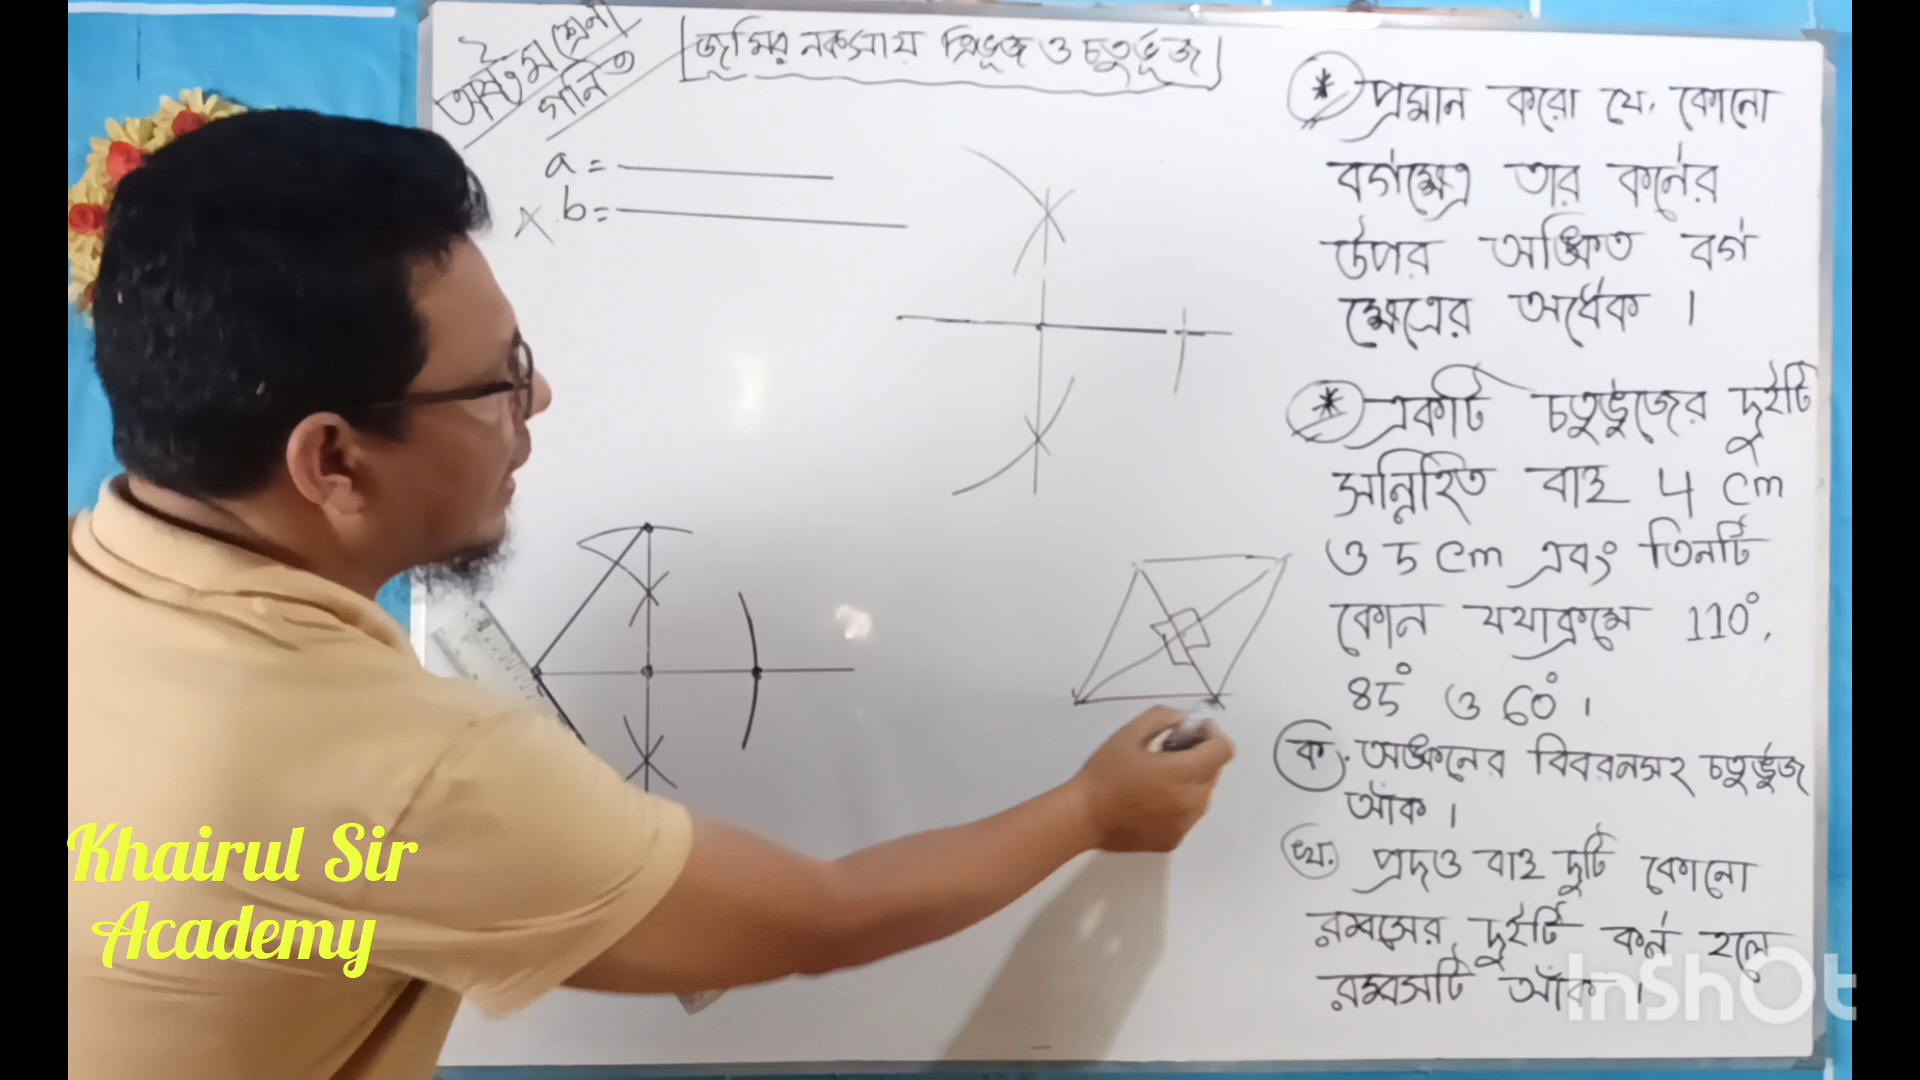 অষ্টম শ্রেনী
গনিত
[জমির নকসায় ত্রিভূজ ও চতুর্ভূজ]
a =
b =
* প্রমান করো যে, কোনো
বর্গক্ষেত্র তার কর্নের
উপর অঙ্কিত বর্গ
ক্ষেত্রের অর্ধেক ।
* একটি চতুর্ভুজের দুইটি
সন্নিহিত বাহু 4 cm
ও 5 cm এবং তিনটি
কোন যথাক্রমে 110°,
85° ও 60° ।
ক. অঙ্কনের বিবরনসহ চতুর্ভুজ
আঁক ।
খ. প্রদত্ত বাহু দুটি কোনো
রম্বসের দুইটি কর্ন হলে
রম্বসটি আঁক ।
Khairul Sir
Academy
InShOt